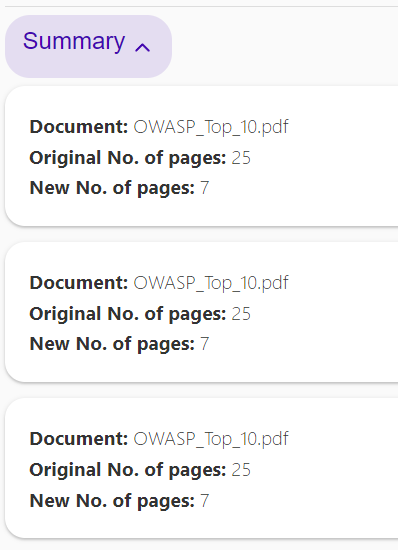 Summary
Document: OWASP_Top_10.pdf
Original No. of pages: 25
New No. of pages: 7
Document: OWASP_Top_10.pdf
Original No. of pages: 25
New No. of pages: 7
Document: OWASP_Top_10.pdf
Original No. of pages: 25
New No. of pages: 7